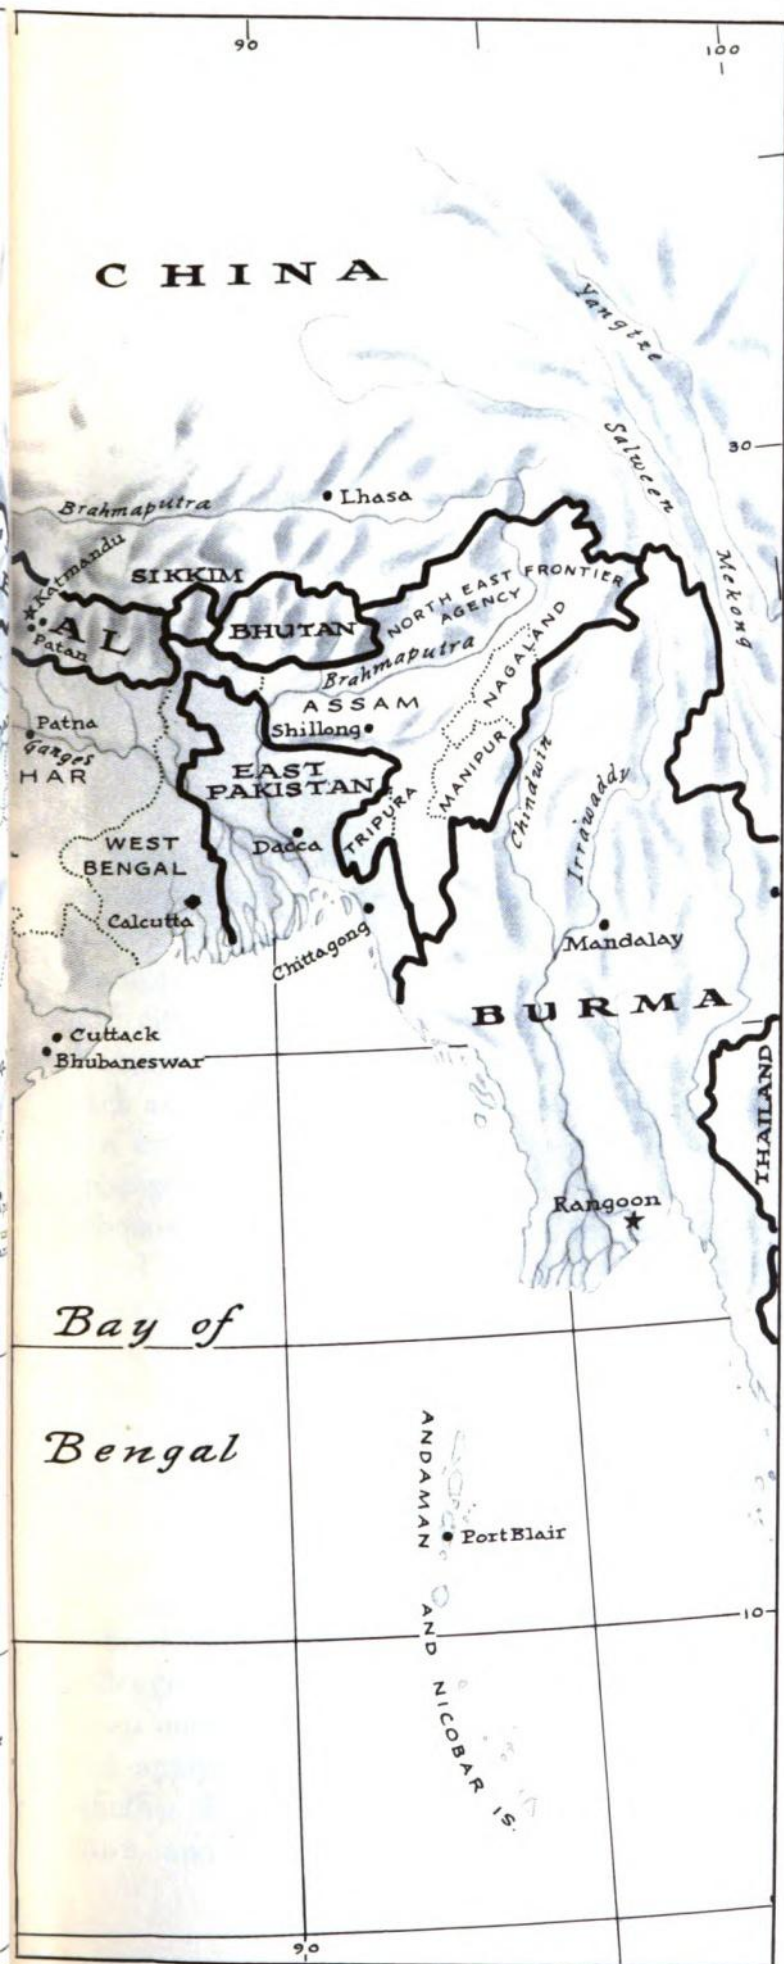 90
100
CHINA
Yangtze
Salween
30
Brahmaputra
Lhasa
Mekong
Katmandu
SIKKIM
NORTH EAST FRONTIER
AGENCY
AL
Patan
BHUTAN
Brahmaputra
NAGALAND
ASSAM
Patna
Ganges
Shillong
HAR
EAST
PAKISTAN
MANIPUR
Chindwin
Irrawaddy
TRIPURA
WEST
BENGAL
Dacca
Calcutta
Chittagong
Mandalay
BURMA
Cuttack
Bhubaneswar
THAILAND
Rangoon
Bay of
Bengal
ANDAMAN AND NICOBAR IS.
Port Blair
10
90